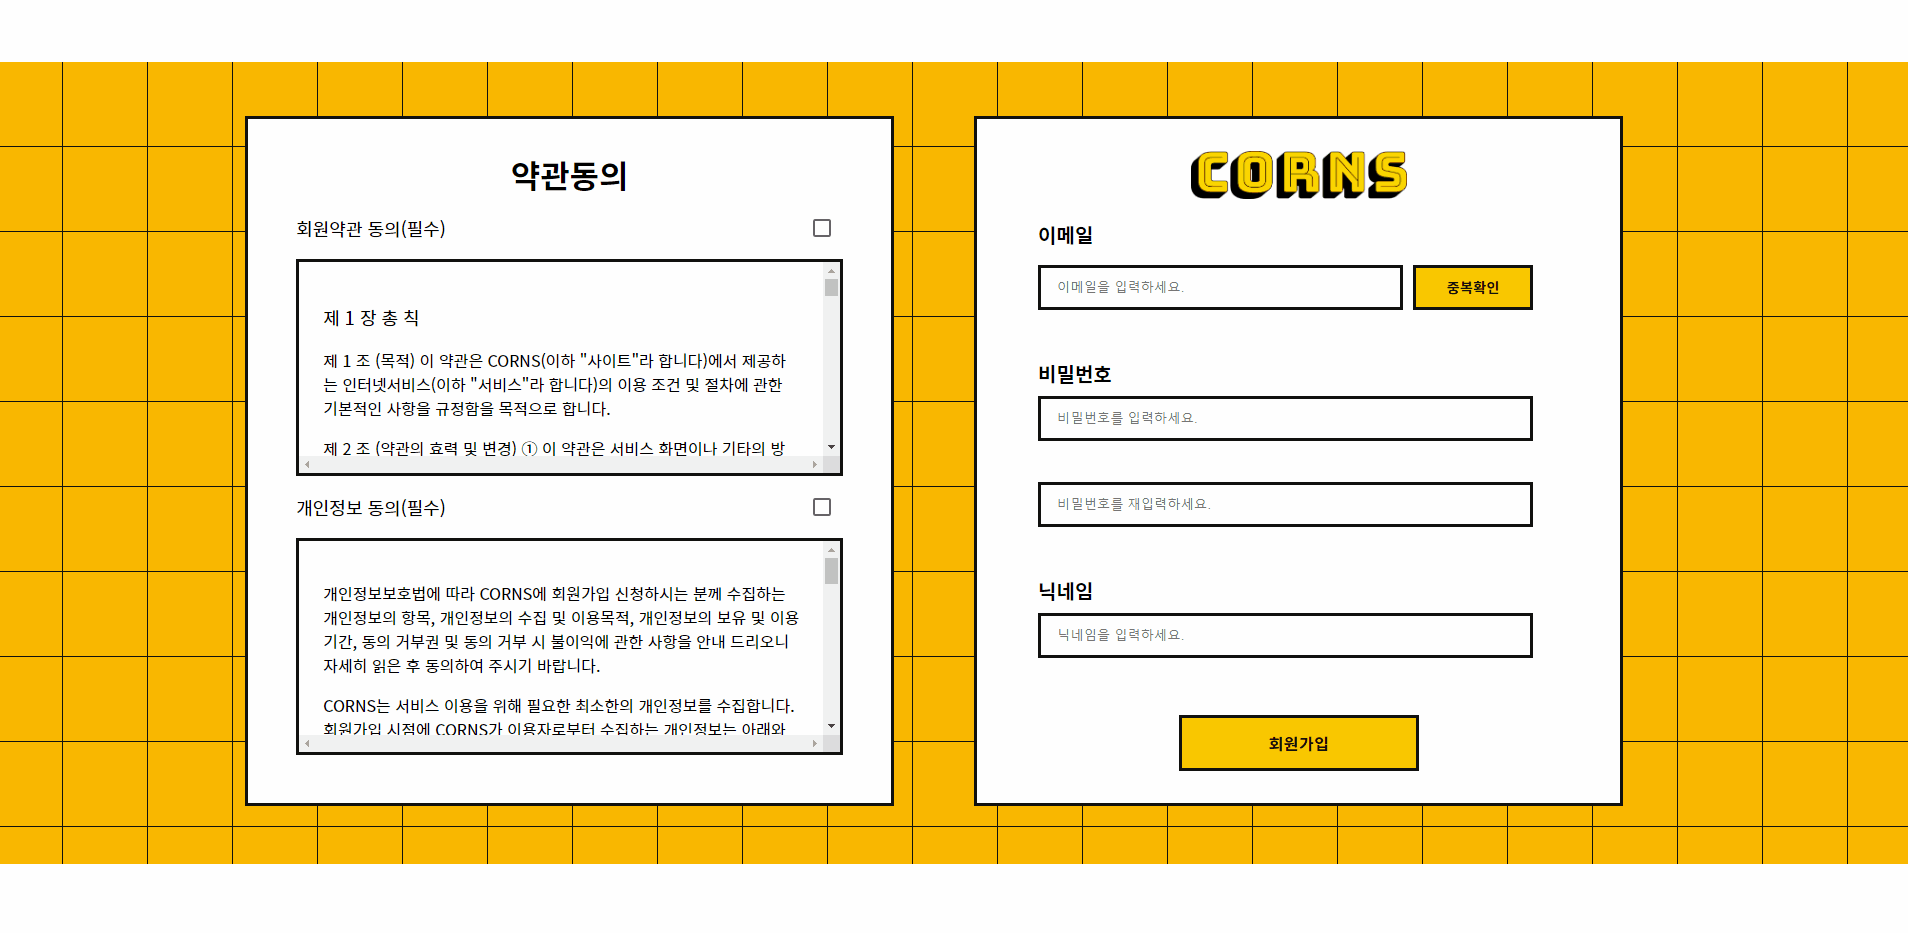 약관동의
회원약관 동의(필수)
제 1 장 총 칙
제 1 조 (목적) 이 약관은 CORNS(이하 "사이트"라 합니다)에서 제공하
는 인터넷서비스(이하 "서비스"라 합니다)의 이용 조건 및 절차에 관한
기본적인 사항을 규정함을 목적으로 합니다.
제 2 조 (약관의 효력 및 변경) ① 이 약관은 서비스 화면이나 기타의 방
개인정보 동의(필수)
개인정보보호법에 따라 CORNS에 회원가입 신청하시는 분께 수집하는
개인정보의 항목, 개인정보의 수집 및 이용목적, 개인정보의 보유 및 이용
기간, 동의 거부권 및 동의 거부 시 불이익에 관한 사항을 안내 드리오니
자세히 읽은 후 동의하여 주시기 바랍니다.
CORNS는 서비스 이용을 위해 필요한 최소한의 개인정보를 수집합니다.
회원가입 시점에 CORNS가 이용자로부터 수집하는 개인정보는 아래와
CORNS
이메일
이메일을 입력하세요.
중복확인
비밀번호
비밀번호를 입력하세요.
비밀번호를 재입력하세요.
닉네임
닉네임을 입력하세요.
회원가입